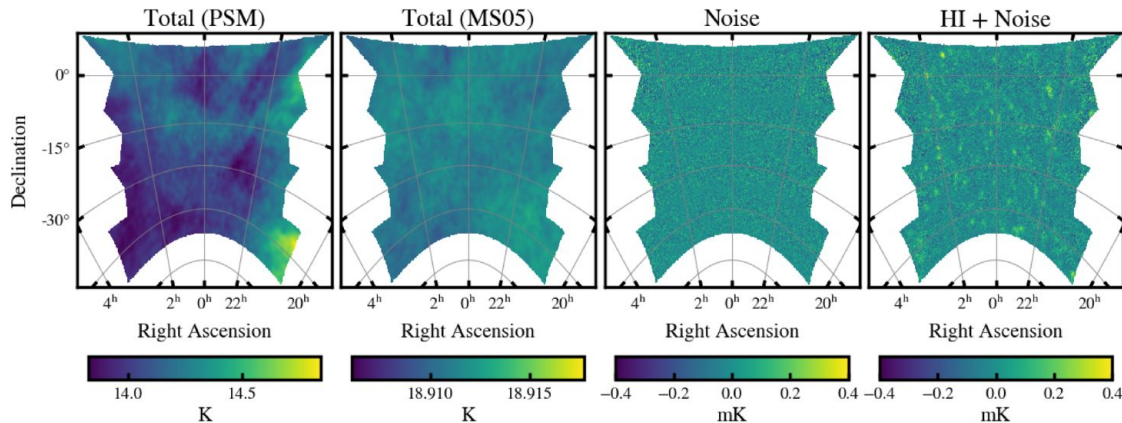 Total (PSM) Total (MS05) Noise HI + Noise
Declination
0°
-15°
-30°
4ʰ 2ʰ 0ʰ 22ʰ 20ʰ 4ʰ 2ʰ 0ʰ 22ʰ 20ʰ 4ʰ 2ʰ 0ʰ 22ʰ 20ʰ 4ʰ 2ʰ 0ʰ 22ʰ 20ʰ
Right Ascension Right Ascension Right Ascension Right Ascension
14.0 14.5 18.910 18.915 −0.4 −0.2 0.0 0.2 0.4 −0.4 −0.2 0.0 0.2 0.4
K K mK mK